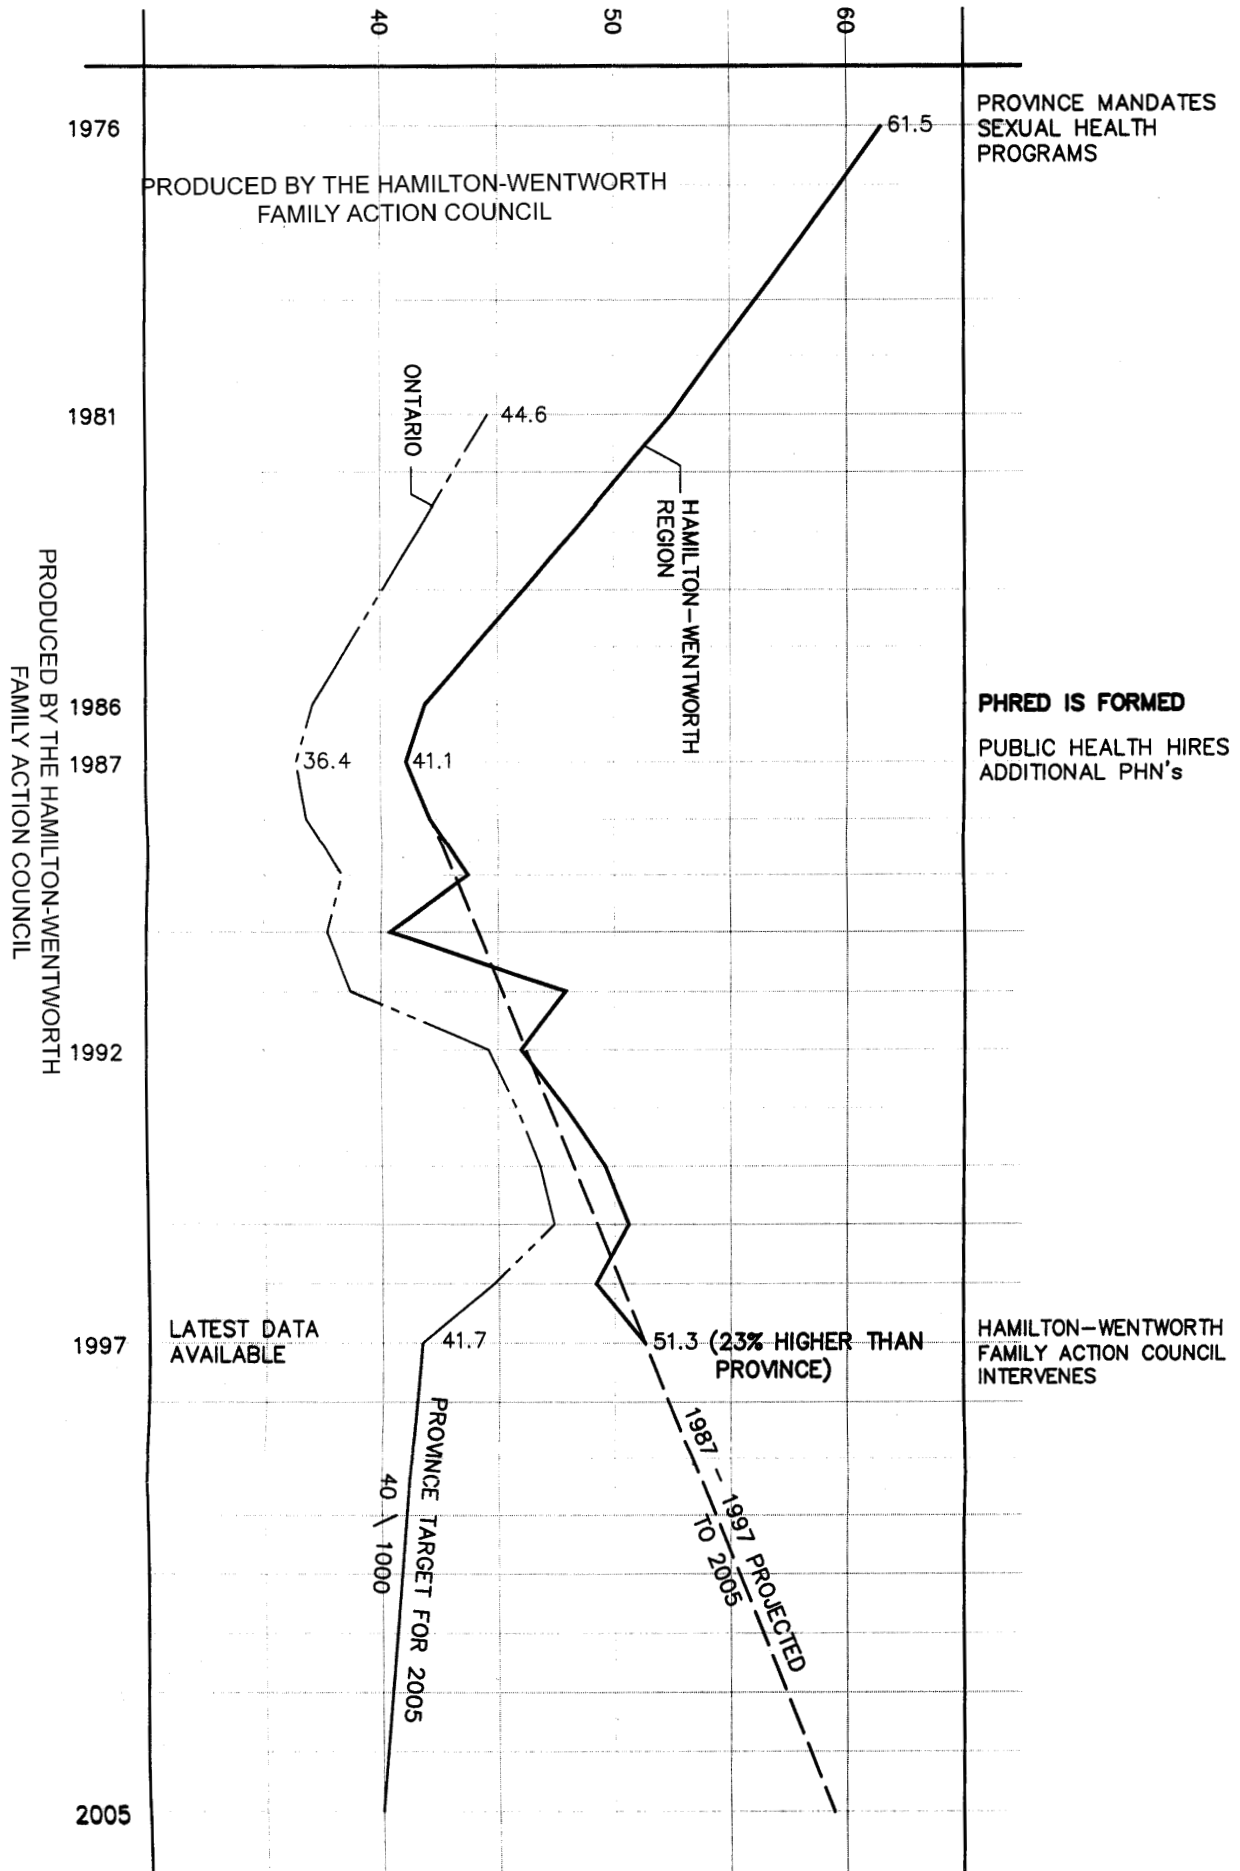 40
50
60
1976
61.5
PROVINCE MANDATES
SEXUAL HEALTH
PROGRAMS
PRODUCED BY THE HAMILTON-WENTWORTH
FAMILY ACTION COUNCIL
1981
ONTARIO
44.6
HAMILTON-WENTWORTH
REGION
PRODUCED BY THE HAMILTON-WENTWORTH
FAMILY ACTION COUNCIL
1986
PHRED IS FORMED
1987
36.4
41.1
PUBLIC HEALTH HIRES
ADDITIONAL PHN's
1992
1997
LATEST DATA
AVAILABLE
41.7
51.3 (23% HIGHER THAN
PROVINCE)
HAMILTON-WENTWORTH
FAMILY ACTION COUNCIL
INTERVENES
PROVINCE TARGET FOR 2005
40 \ 1000
1987 - 1997 PROJECTED
TO 2005
2005